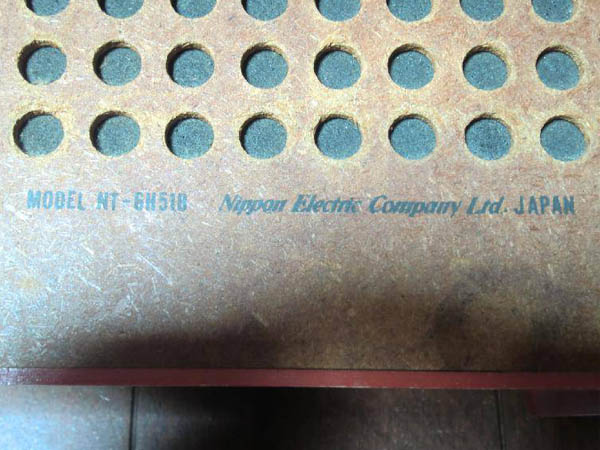 MODEL NT-6H51B Nippon Electric Company Ltd. JAPAN